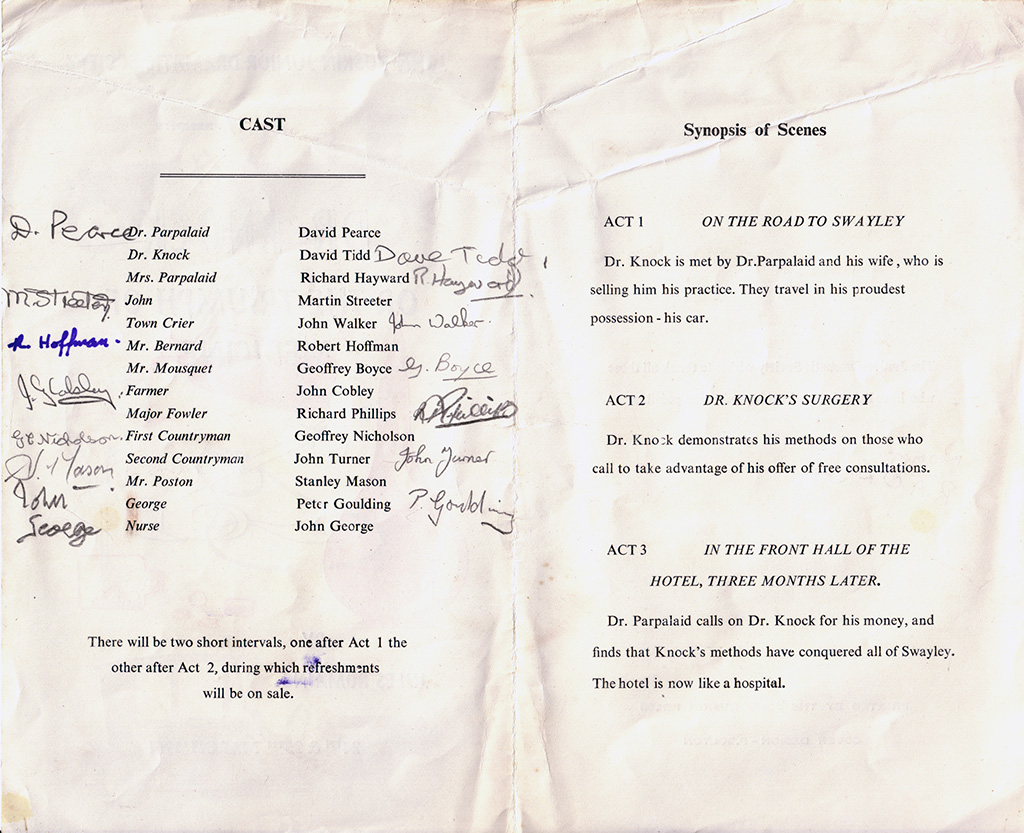 CAST
D. Pearce Dr. Parpalaid David Pearce
Dr. Knock David Tidd Dave Tidd
Mrs. Parpalaid Richard Hayward R. Hayward
M. Streeter John Martin Streeter
Town Crier John Walker John Walker.
R. Hoffman. Mr. Bernard Robert Hoffman
Mr. Mousquet Geoffrey Boyce G. Boyce
Farmer John Cobley
Major Fowler Richard Phillips
Nicholson. First Countryman Geoffrey Nicholson
Second Countryman John Turner John Turner
Mason Mr. Poston Stanley Mason
John George Peter Goulding P. Goulding
George Nurse John George
There will be two short intervals, one after Act 1 the
other after Act 2, during which refreshments
will be on sale.
Synopsis of Scenes
ACT 1 ON THE ROAD TO SWAYLEY
Dr. Knock is met by Dr.Parpalaid and his wife , who is
selling him his practice. They travel in his proudest
possession - his car.
ACT 2 DR. KNOCK'S SURGERY
Dr. Knock demonstrates his methods on those who
call to take advantage of his offer of free consultations.
ACT 3 IN THE FRONT HALL OF THE
HOTEL, THREE MONTHS LATER.
Dr. Parpalaid calls on Dr. Knock for his money, and
finds that Knock's methods have conquered all of Swayley.
The hotel is now like a hospital.